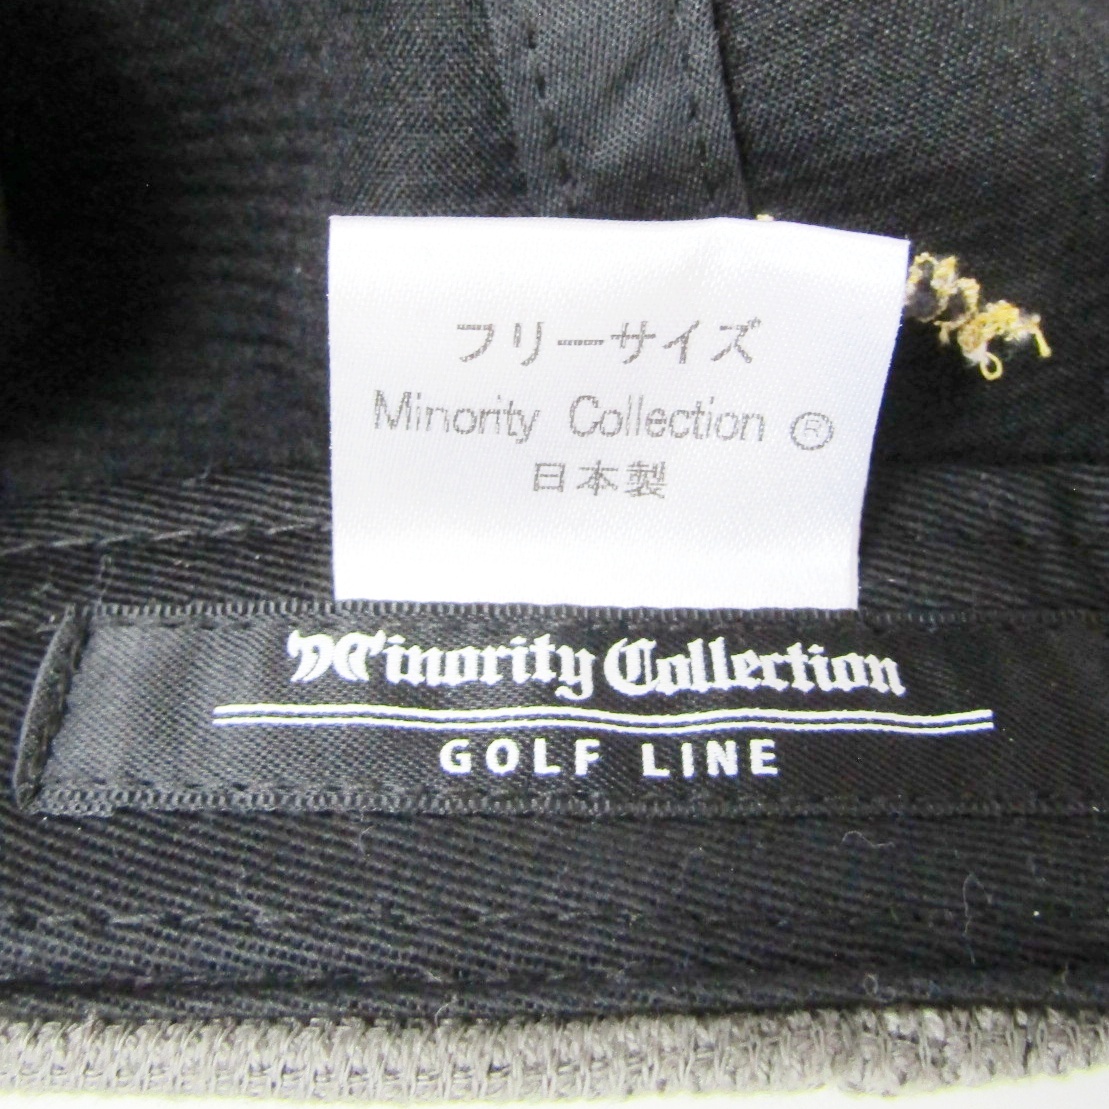 フリーサイズ
Minority Collection ®
日本製
Minority Collection
GOLF LINE